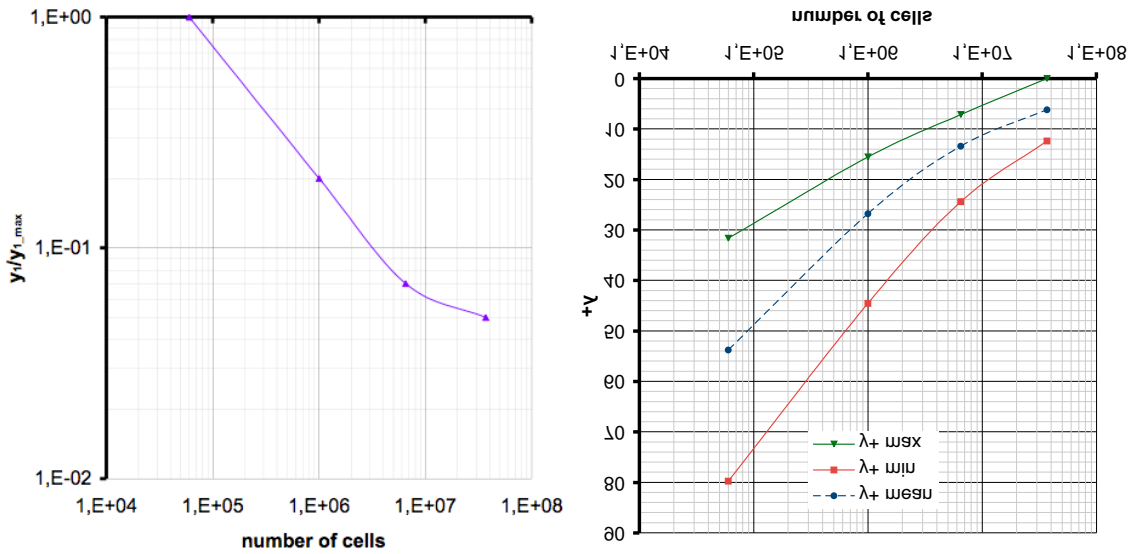 1,E+00
1,E-01
1,E-02
y1/y1_max
1,E+04 1,E+05 1,E+06 1,E+07 1,E+08
number of cells
number of cells
1,E+04 1,E+05 1,E+06 1,E+07 1,E+08
0
10
20
30
40
50
60
70
80
90
y+
y+ max
y+ min
y+ mean